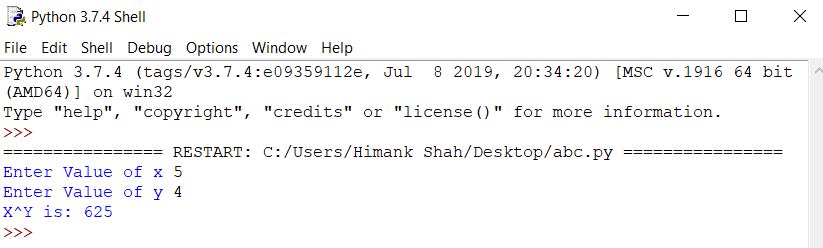 Python 3.7.4 Shell
File Edit Shell Debug Options Window Help
Python 3.7.4 (tags/v3.7.4:e09359112e, Jul  8 2019, 20:34:20) [MSC v.1916 64 bit
(AMD64)] on win32
Type "help", "copyright", "credits" or "license()" for more information.
>>>
================ RESTART: C:/Users/Himank Shah/Desktop/abc.py ================
Enter Value of x 5
Enter Value of y 4
X^Y is: 625
>>>